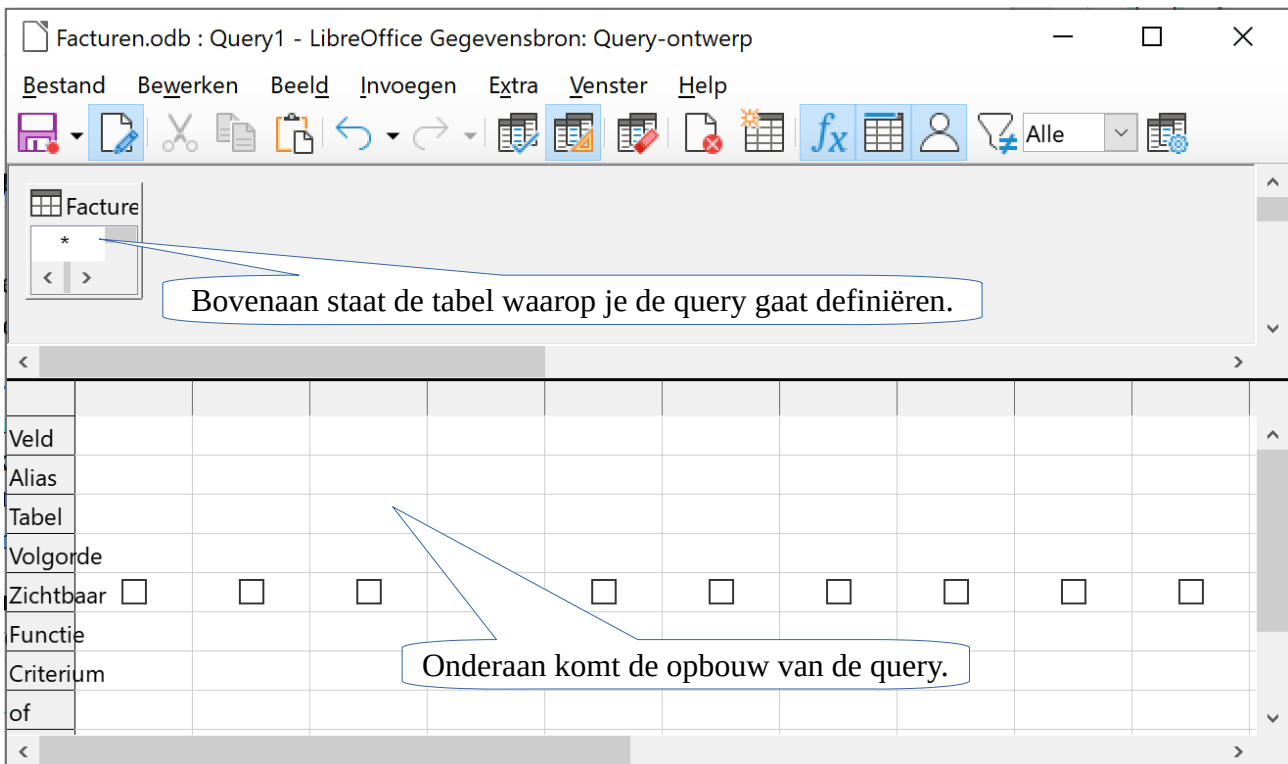 Facturen.odb : Query1 - LibreOffice Gegevensbron: Query-ontwerp
Bestand Bewerken Beeld Invoegen Extra Venster Help
Alle
Facture
*
Bovenaan staat de tabel waarop je de query gaat definiëren.
Veld
Alias
Tabel
Volgorde
Zichtbaar
Functie
Criterium
Onderaan komt de opbouw van de query.
of